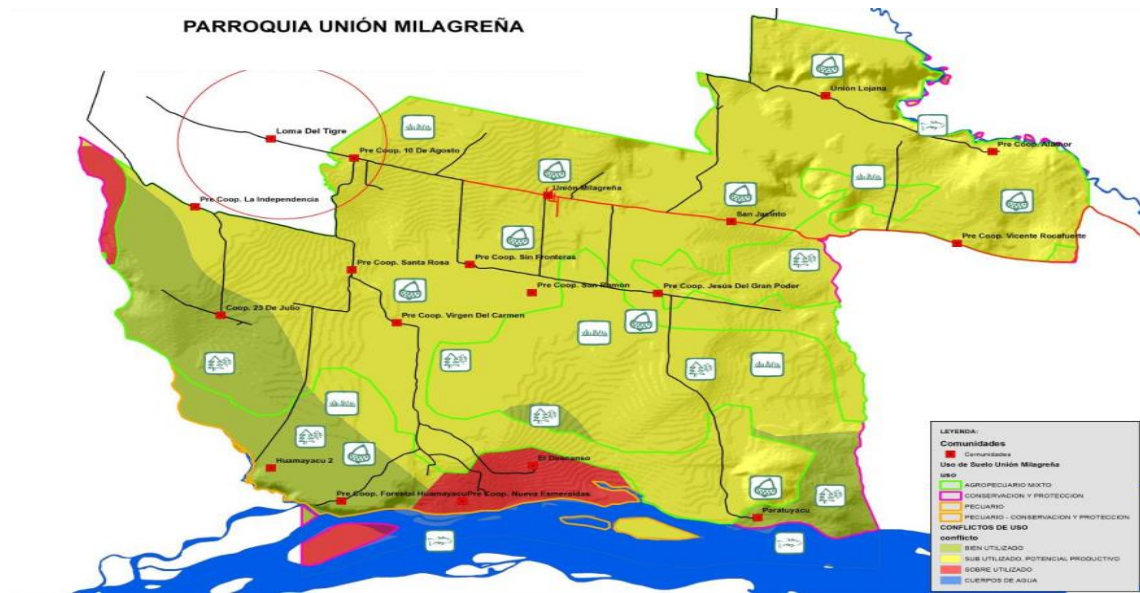 PARROQUIA UNIÓN MILAGREÑA
Unión Lojana
Loma Del Tigre
Pre Coop. Alamor
Pre Coop. 10 De Agosto
Unión Milagreña
Pre Coop. La Independencia
San Jacinto
Pre Coop. Vicente Rocafuerte
Pre Coop. Santa Rosa
Pre Coop. Sin Fronteras
Pre Coop. San Ramón
Pre Coop. Jesús Del Gran Poder
Coop. 23 De Julio
Pre Coop. Virgen Del Carmen
Huamayacu 2
El Descanso
Pre Coop. Forestal Huamayacu
Pre Coop. Nueva Esmeraldas
Paratuyacu
LEYENDA:
Comunidades
Comunidades
Uso de Suelo Unión Milagreña
uso
AGROPECUARIO MIXTO
CONSERVACION Y PROTECCION
PECUARIO
PECUARIO - CONSERVACION Y PROTECCION
CONFLICTOS DE USO
conflicto
BIEN UTILIZADO
SUB UTILIZADO, POTENCIAL PRODUCTIVO
SOBRE UTILIZADO
CUERPOS DE AGUA